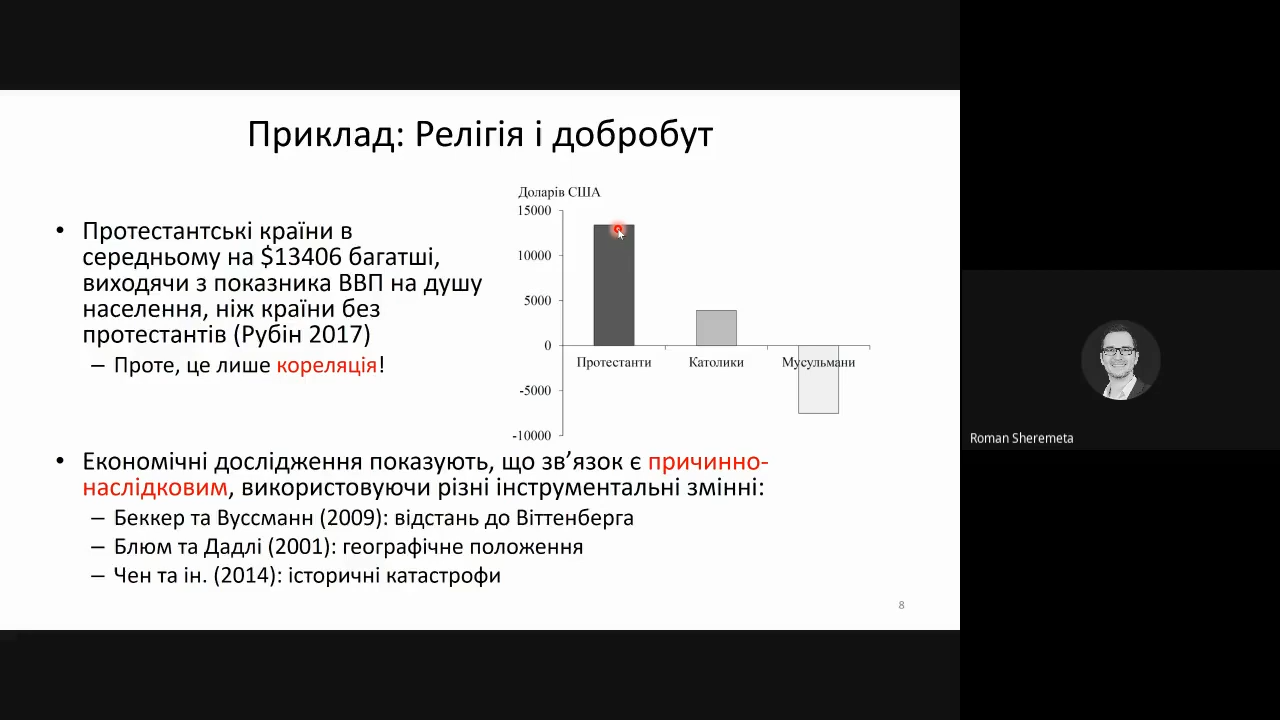 Приклад: Релігія і добробут
• Протестантські країни в
середньому на $13406 багатші,
виходячи з показника ВВП на душу
населення, ніж країни без
протестантів (Рубін 2017)
– Проте, це лише кореляція!
Доларів США
15000
10000
5000
0
-5000
-10000
Протестанти
Католики
Мусульмани
• Економічні дослідження показують, що зв’язок є причинно-
наслідковим, використовуючи різні інструментальні змінні:
– Беккер та Вуссманн (2009): відстань до Віттенберга
– Блюм та Дадлі (2001): географічне положення
– Чен та ін. (2014): історичні катастрофи
8
Roman Sheremeta